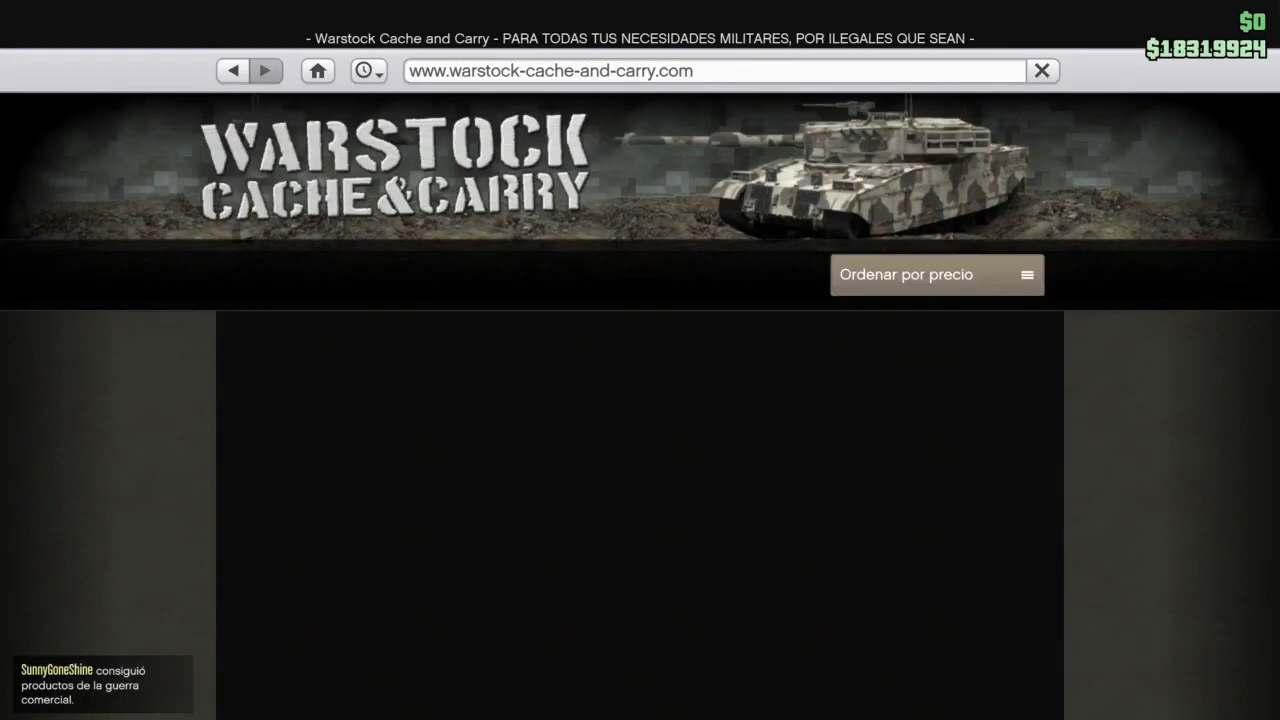 $0
- Warstock Cache and Carry - PARA TODAS TUS NECESIDADES MILITARES, POR ILEGALES QUE SEAN -
$18319924
www.warstock-cache-and-carry.com
WARSTOCK
CACHE&CARRY
Ordenar por precio
SunnyGoneShine consiguió
productos de la guerra
comercial.